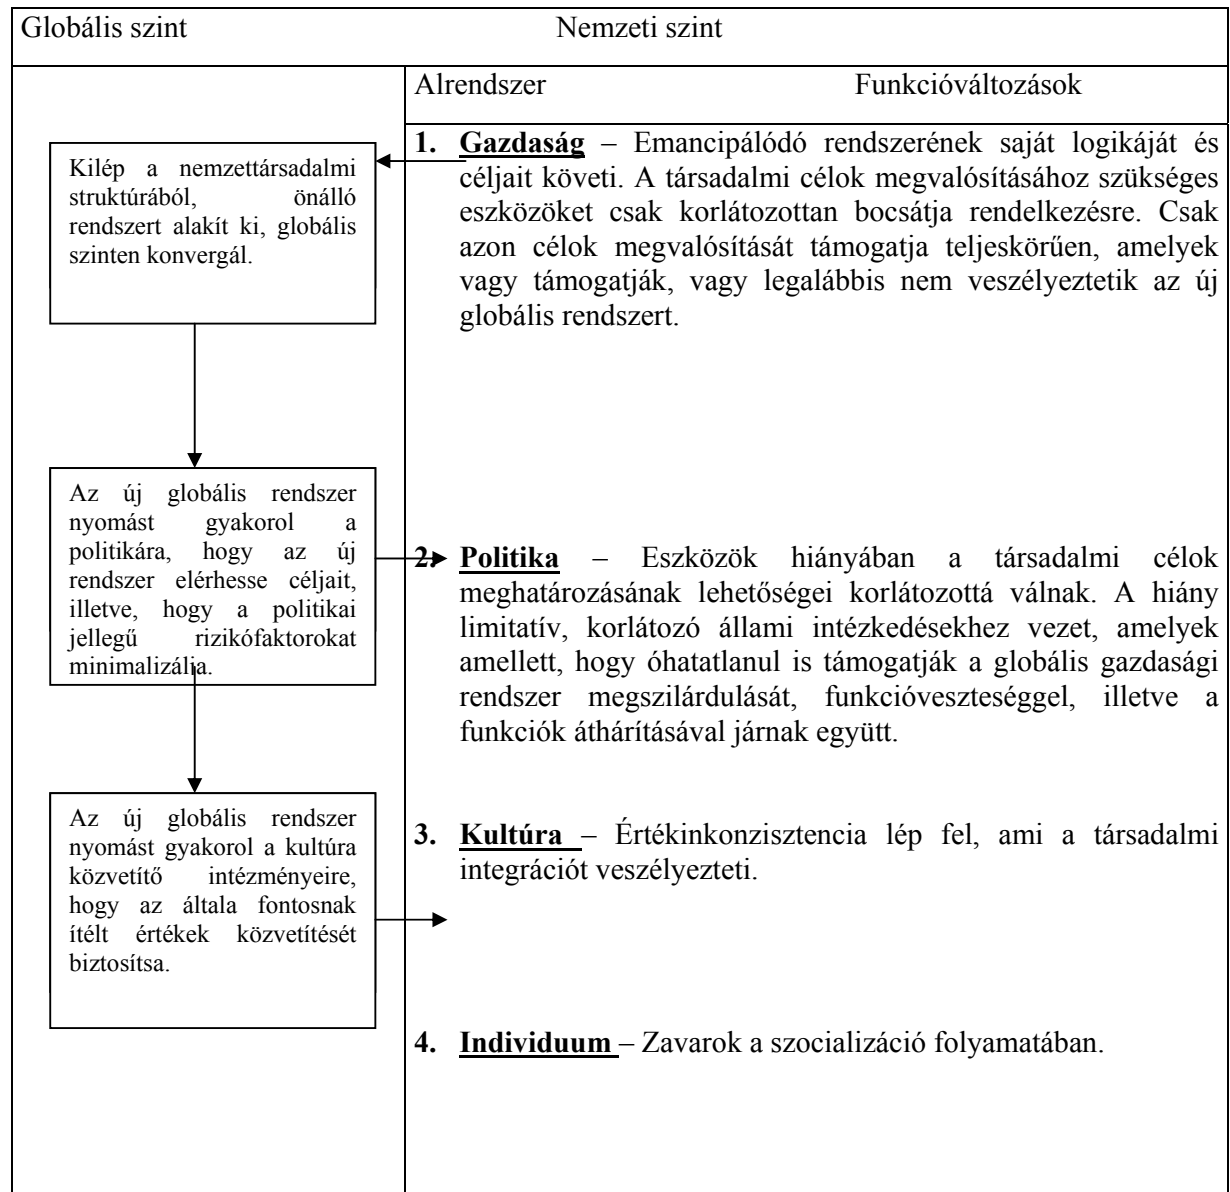 Globális szint Nemzeti szint
Alrendszer Funkcióváltozások
Kilép a nemzettársadalmi
struktúrából, önálló
rendszert alakít ki, globális
szinten konvergál.
1. Gazdaság – Emancipálódó rendszerének saját logikáját és
céljait követi. A társadalmi célok megvalósításához szükséges
eszközöket csak korlátozottan bocsátja rendelkezésre. Csak
azon célok megvalósítását támogatja teljeskörűen, amelyek
vagy támogatják, vagy legalábbis nem veszélyeztetik az új
globális rendszert.
Az új globális rendszer
nyomást gyakorol a
politikára, hogy az új
rendszer elérhesse céljait,
illetve, hogy a politikai
jellegű rizikófaktorokat
minimalizálja.
2. Politika – Eszközök hiányában a társadalmi célok
meghatározásának lehetőségei korlátozottá válnak. A hiány
limitatív, korlátozó állami intézkedésekhez vezet, amelyek
amellett, hogy óhatatlanul is támogatják a globális gazdasági
rendszer megszilárdulását, funkcióveszteséggel, illetve a
funkciók áthárításával járnak együtt.
Az új globális rendszer
nyomást gyakorol a kultúra
közvetítő intézményeire,
hogy az általa fontosnak
ítélt értékek közvetítését
biztosítsa.
3. Kultúra – Értékinkonzisztencia lép fel, ami a társadalmi
integrációt veszélyezteti.
4. Individuum – Zavarok a szocializáció folyamatában.